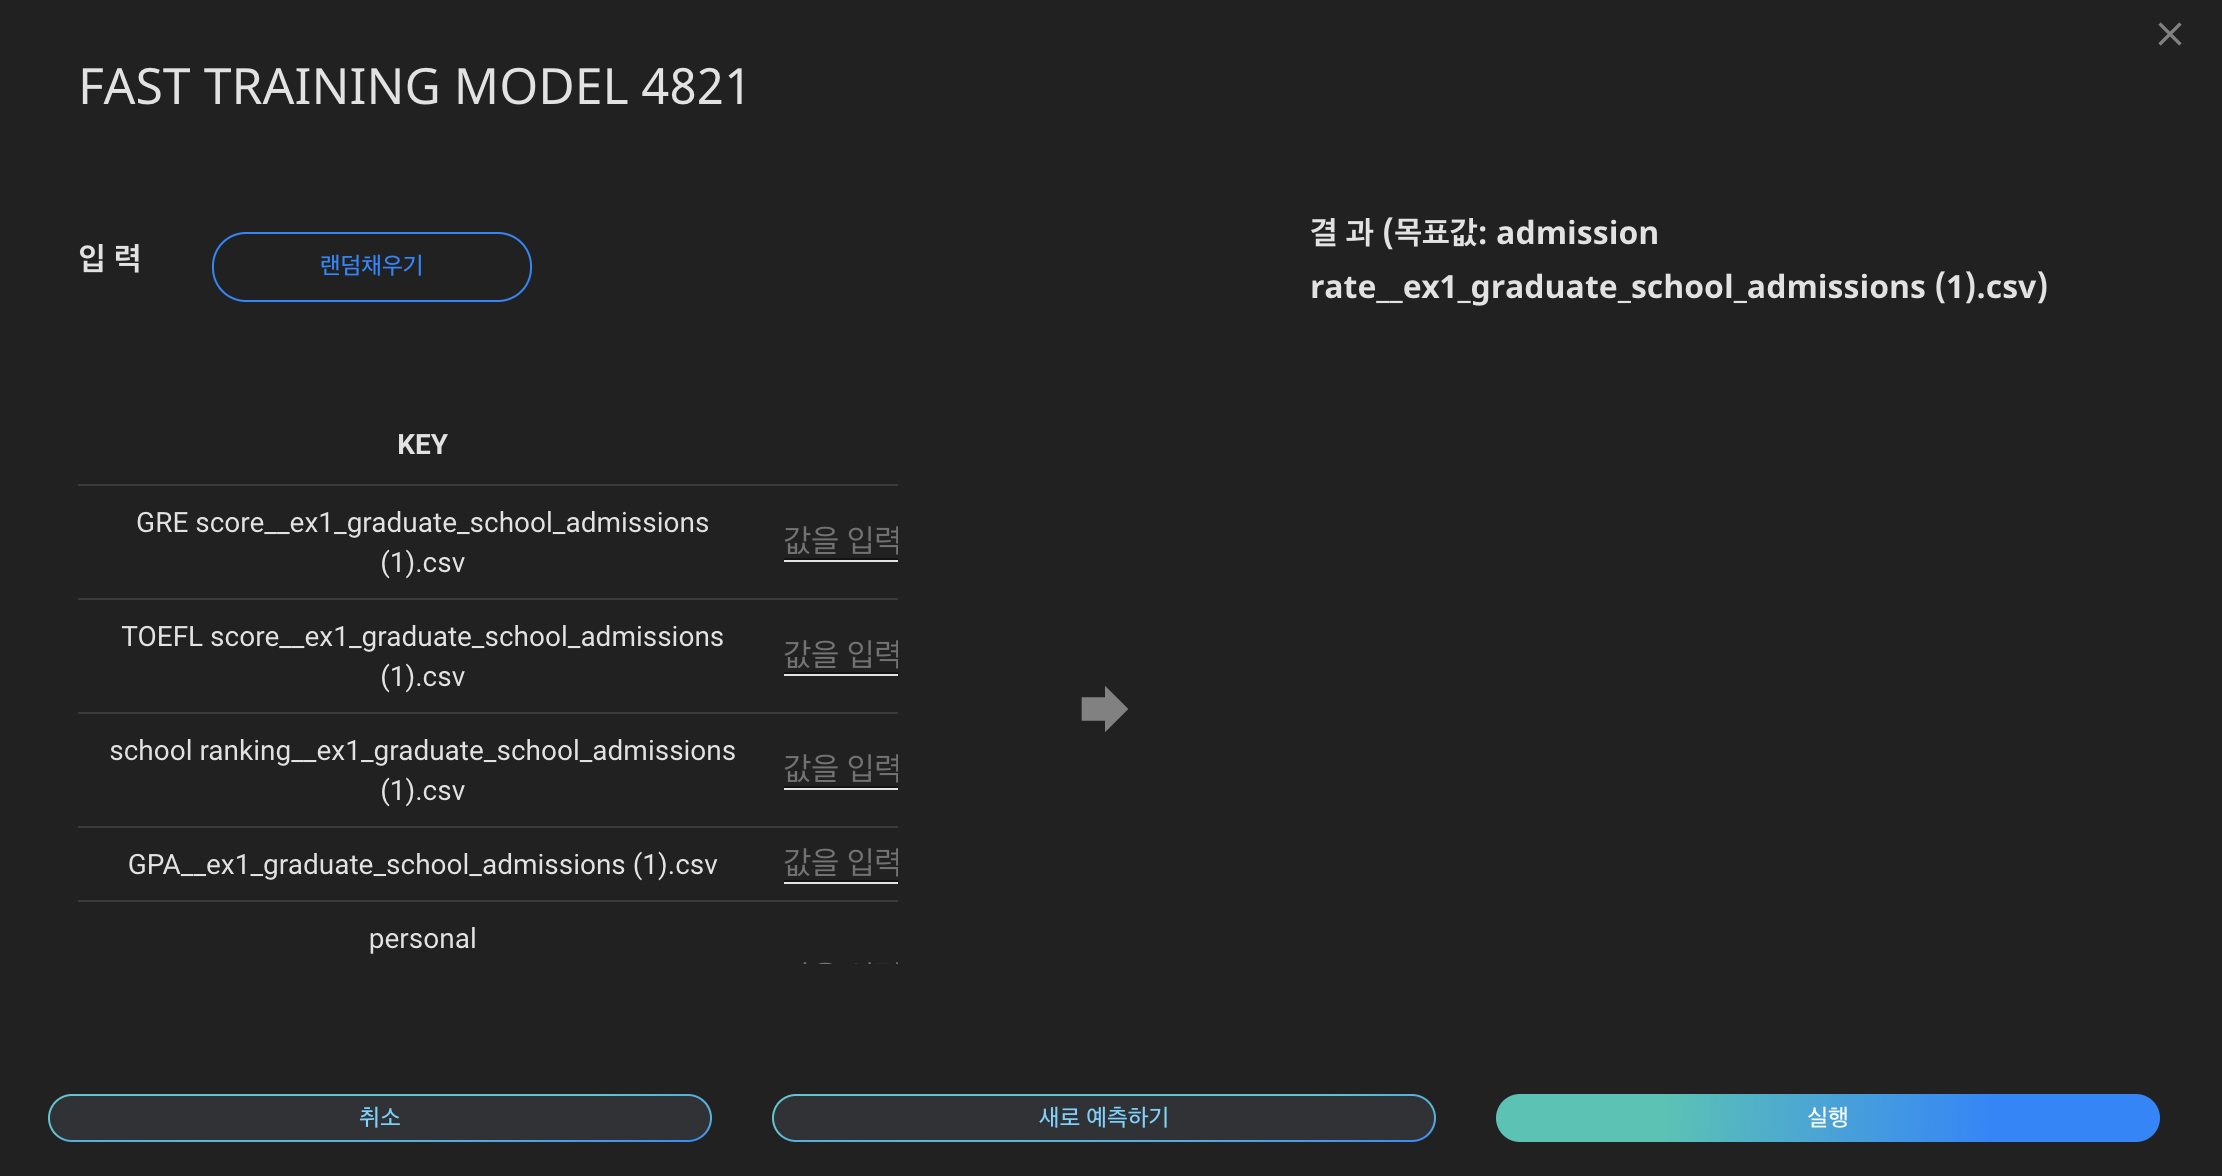 FAST TRAINING MODEL 4821
입 력
랜덤채우기
결 과 (목표값: admission
rate__ex1_graduate_school_admissions (1).csv)
KEY
GRE score__ex1_graduate_school_admissions
(1).csv
값을 입력
TOEFL score__ex1_graduate_school_admissions
(1).csv
값을 입력
school ranking__ex1_graduate_school_admissions
(1).csv
값을 입력
GPA__ex1_graduate_school_admissions (1).csv
값을 입력
personal
취소
새로 예측하기
실행